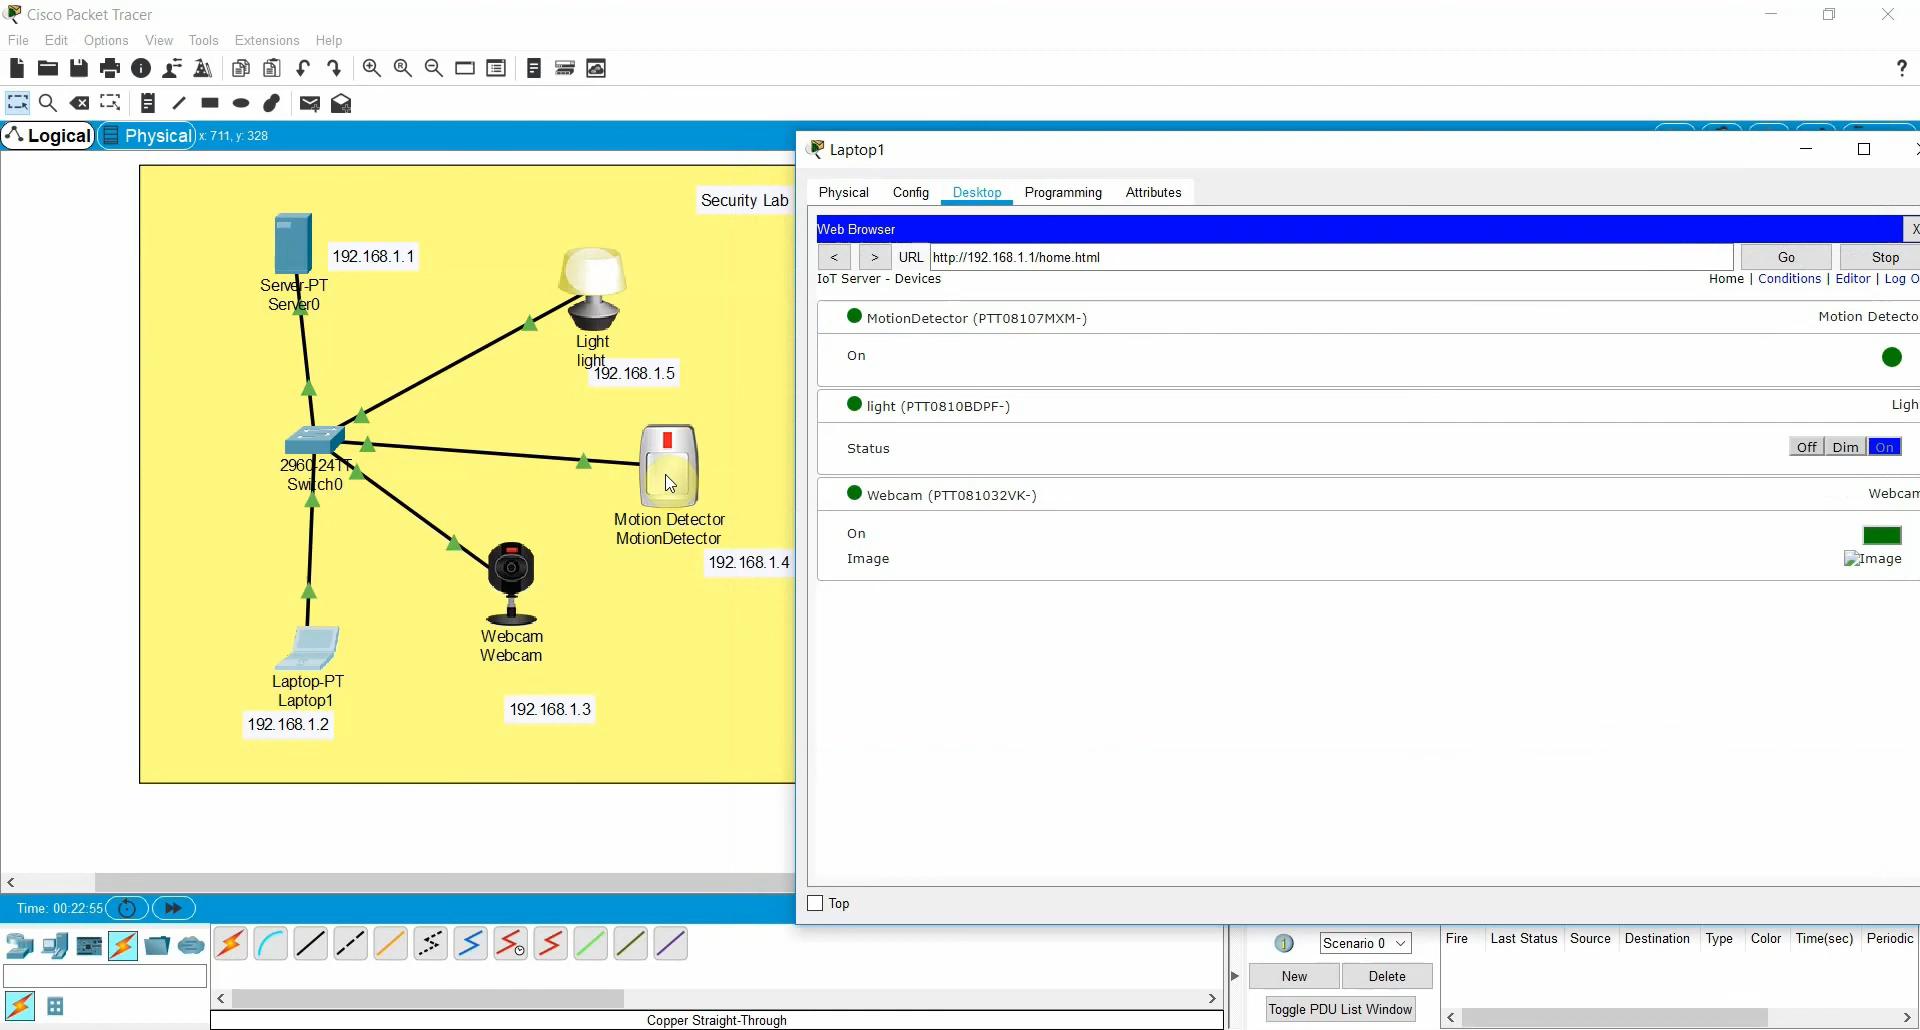 Cisco Packet Tracer
File Edit Options View Tools Extensions Help
?
Logical Physical x: 711, y: 328
Security Lab
192.168.1.1
Server-PT
Server0
Light
light
192.168.1.5
2960-24TT
Switch0
Motion Detector
MotionDetector
192.168.1.4
Webcam
Webcam
Laptop-PT
Laptop1
192.168.1.2
192.168.1.3
Laptop1
Physical Config Desktop Programming Attributes
Web Browser X
< > URL http://192.168.1.1/home.html Go Stop
IoT Server - Devices Home | Conditions | Editor | Log O
MotionDetector (PTT08107MXM-) Motion Detecto
On
light (PTT0810BDPF-) Ligh
Status Off Dim On
Webcam (PTT081032VK-) Webcam
On
Image Image
Top
Time: 00:22:55
Copper Straight-Through
1 Scenario 0
New Delete
Toggle PDU List Window
Fire Last Status Source Destination Type Color Time(sec) Periodic